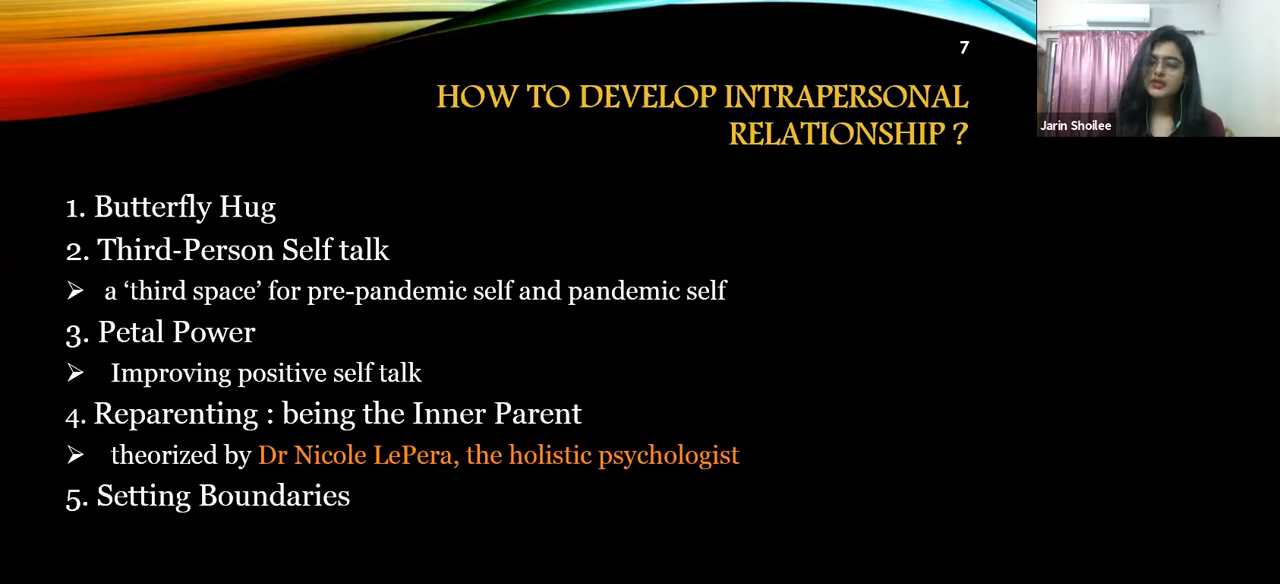 7
HOW TO DEVELOP INTRAPERSONAL
RELATIONSHIP ?
Jarin Shoilee
1. Butterfly Hug
2. Third-Person Self talk
➢ a ‘third space’ for pre-pandemic self and pandemic self
3. Petal Power
➢ Improving positive self talk
4. Reparenting : being the Inner Parent
➢ theorized by Dr Nicole LePera, the holistic psychologist
5. Setting Boundaries